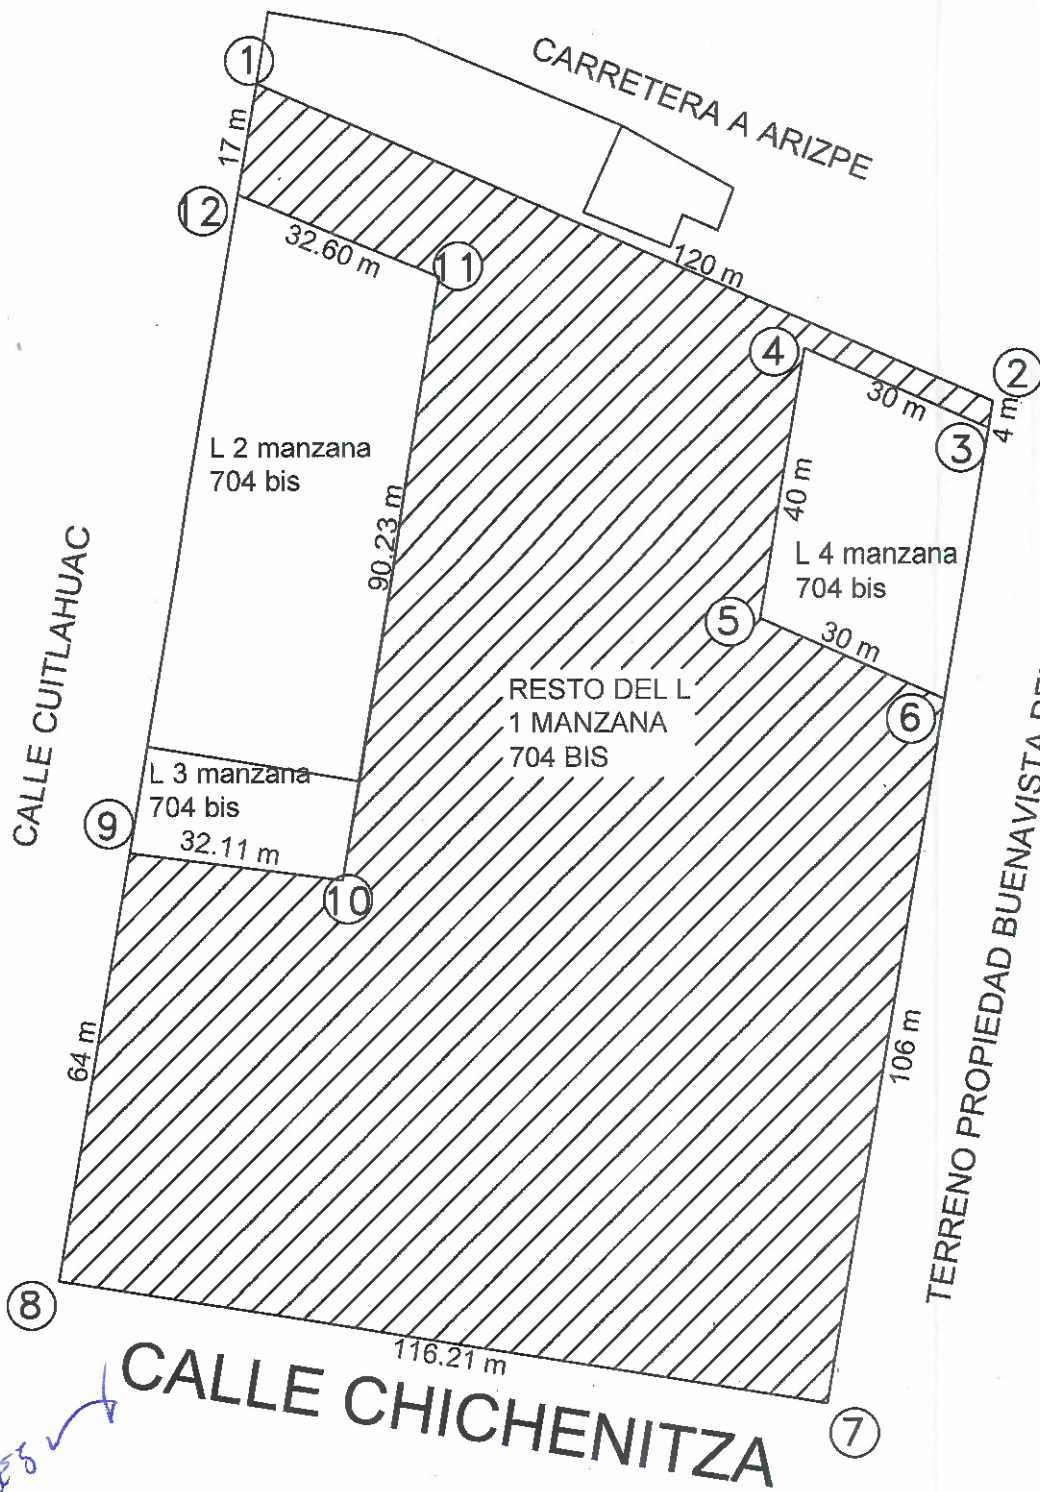 CARRETERA A ARIZPE
1
17 m
12
32.60 m
11
120 m
4
2
30 m
4 m
3
L 2 manzana
704 bis
40 m
90.23 m
L 4 manzana
704 bis
CALLE CUITLAHUAC
5
30 m
RESTO DEL L
1 MANZANA
704 BIS
6
L 3 manzana
704 bis
9
32.11 m
10
TERRENO PROPIEDAD BUENAVISTA
64 m
106 m
8
116.21 m
CALLE CHICHENITZA
7